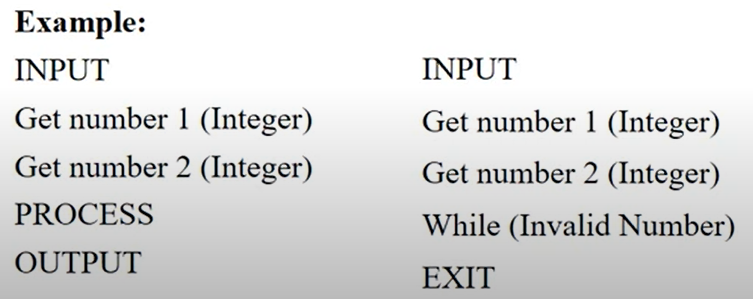 Example:
INPUT
Get number 1 (Integer)
Get number 2 (Integer)
PROCESS
OUTPUT
INPUT
Get number 1 (Integer)
Get number 2 (Integer)
While (Invalid Number)
EXIT